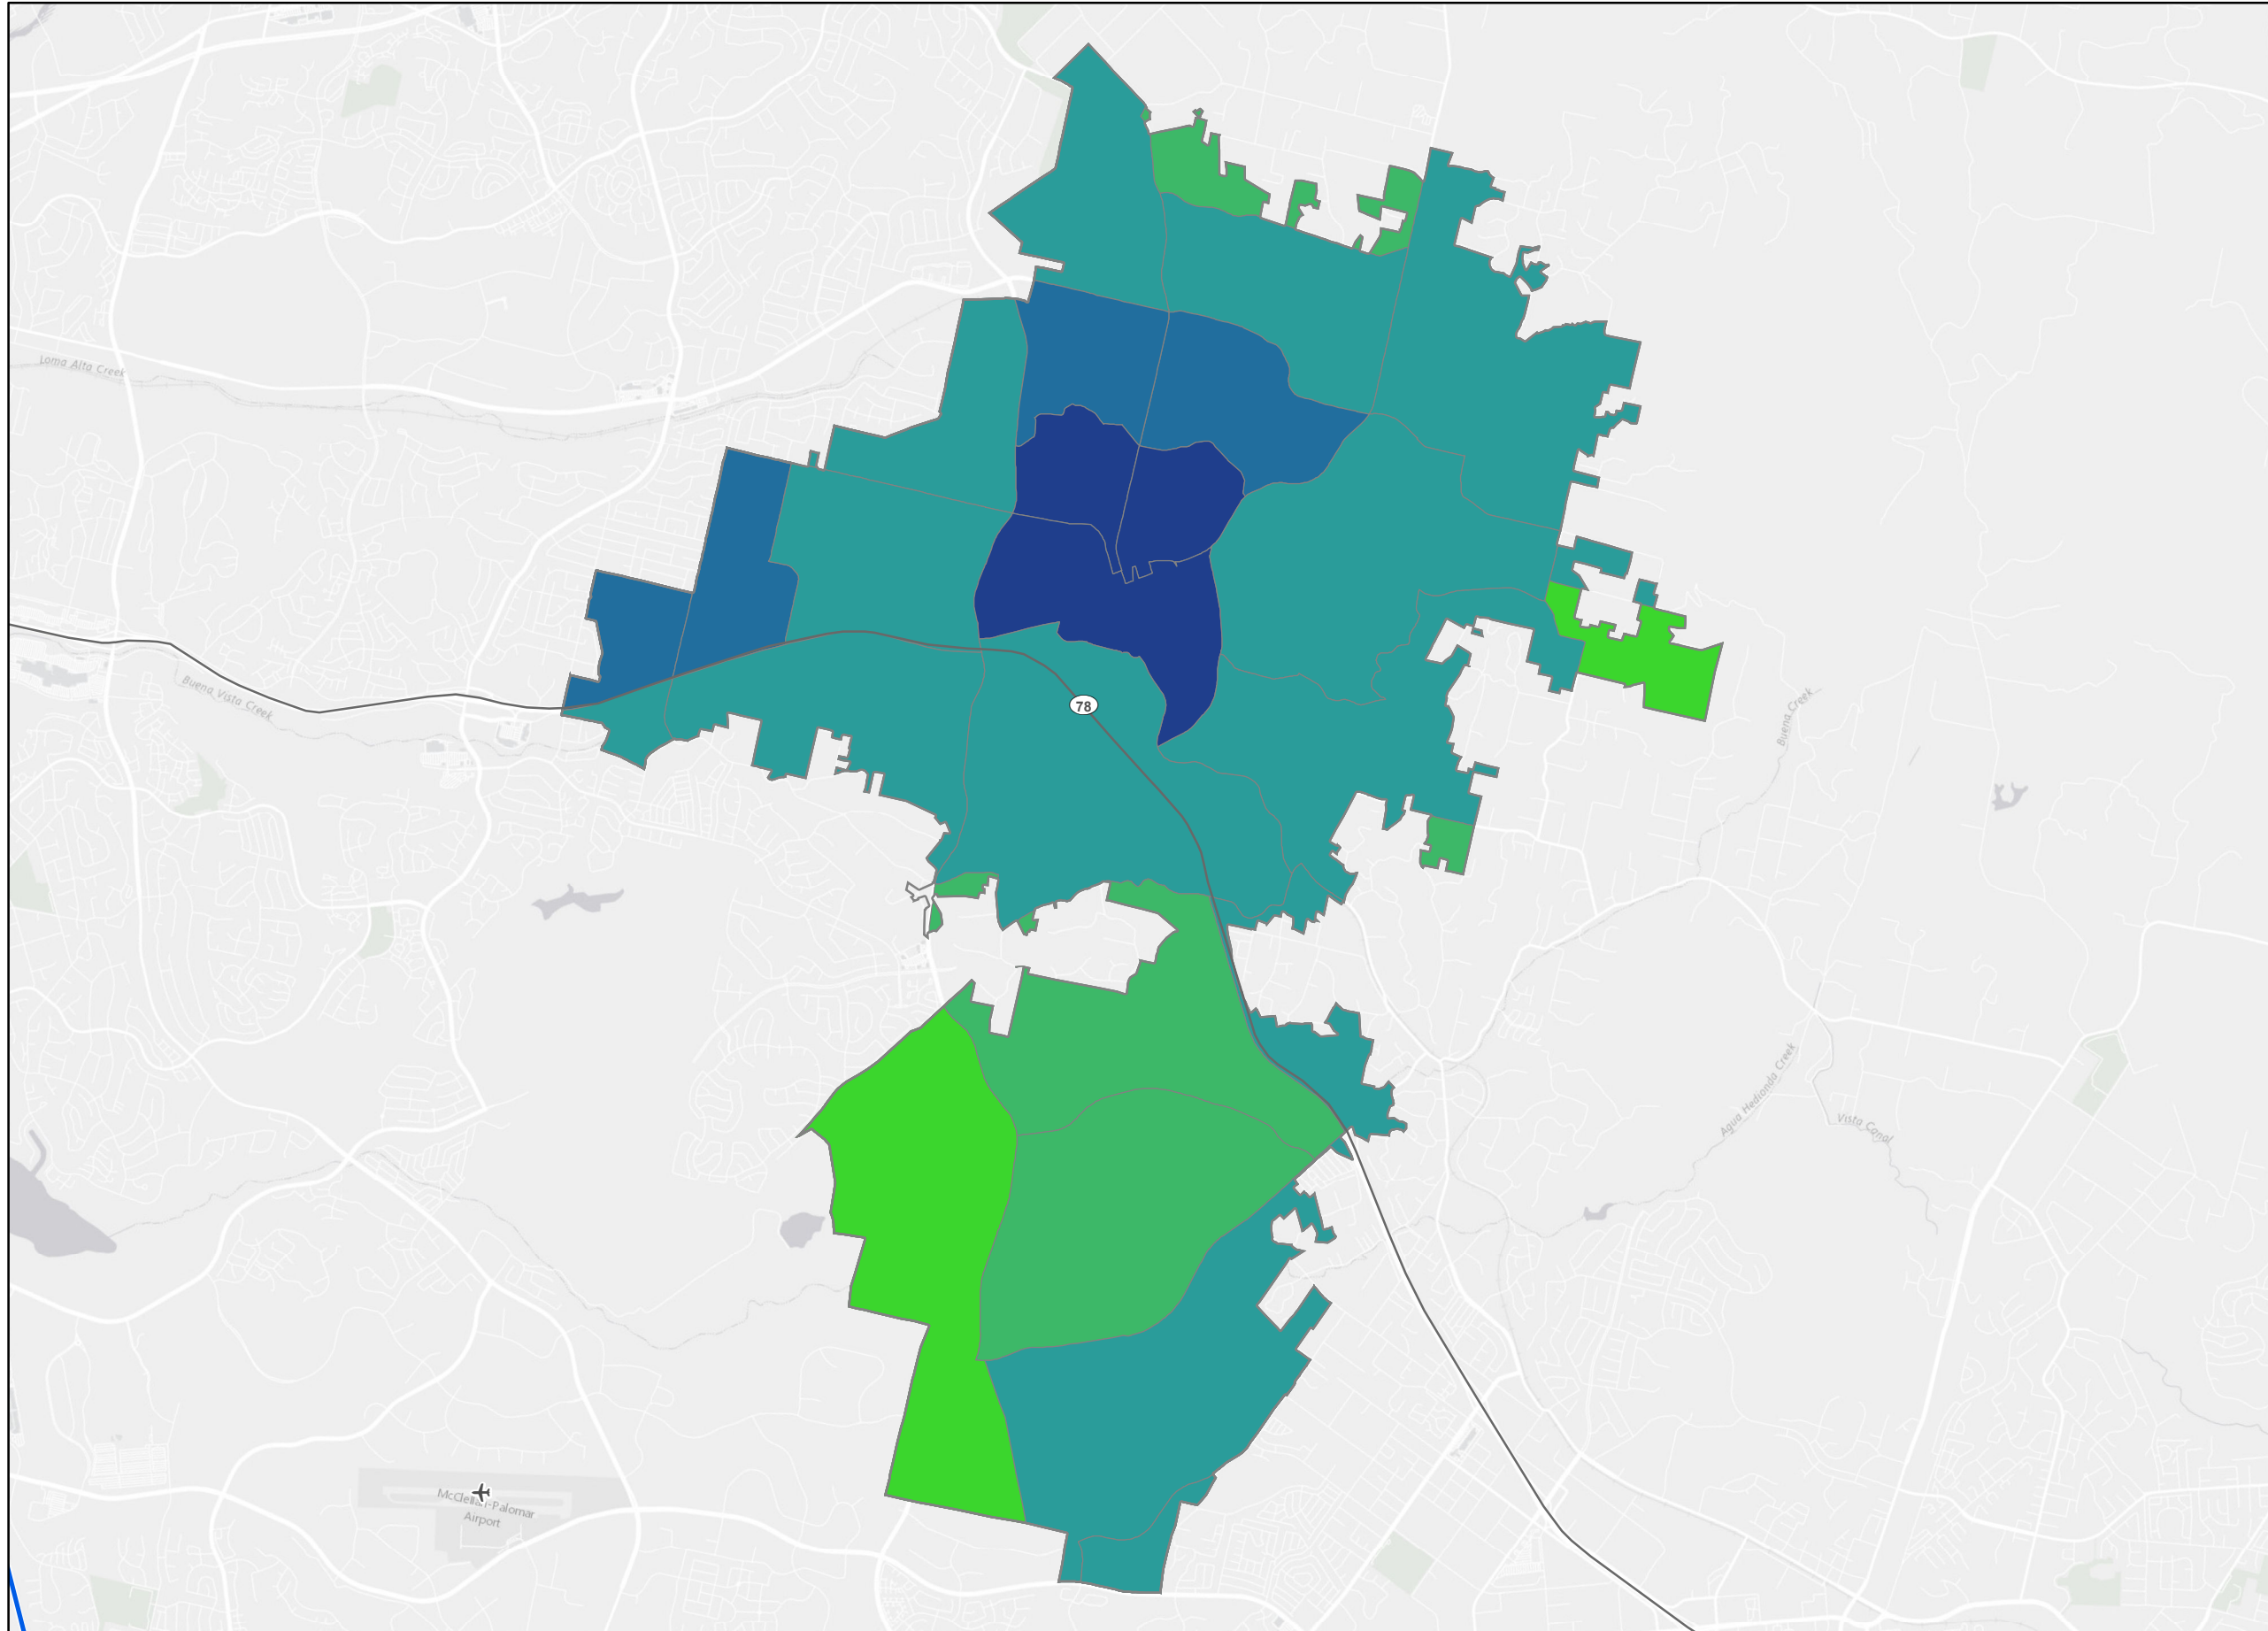 Loma Alta Creek
Buena Vista Creek
78
Buena Creek
Agua Hedionda Creek
Vista Canal
McClellan-Palomar
Airport